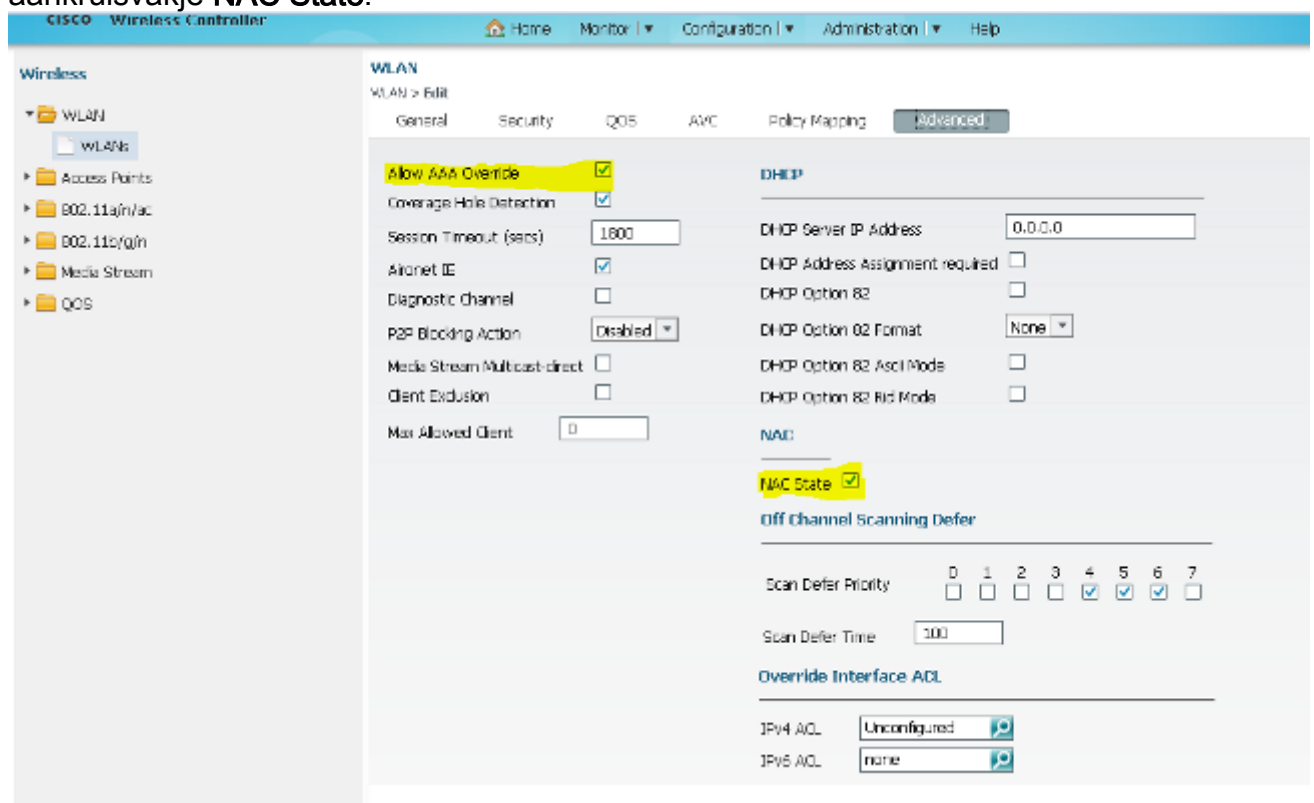 aankruisvakje NAC State.
CISCO Wireless Controller
Home Monitor Configuration Administration Help
Wireless
WLAN
WLANs
Access Points
802.11a/n/ac
802.11b/g/n
Media Stream
QOS
WLAN
WLAN > Edit
General Security QOS AVC Policy Mapping Advanced
Allow AAA Override
Coverage Hole Detection
Session Timeout (secs) 1800
Aironet IE
Diagnostic Channel
P2P Blocking Action Disabled
Media Stream Multicast-direct
Client Exclusion
Max Allowed Client 0
DHCP
DHCP Server IP Address 0.0.0.0
DHCP Address Assignment required
DHCP Option 82
DHCP Option 82 Format None
DHCP Option 82 Ascii Mode
DHCP Option 82 Rid Mode
NAC
NAC State
Off Channel Scanning Defer
0 1 2 3 4 5 6 7
Scan Defer Priority
Scan Defer Time 100
Override Interface ACL
IPv4 ACL Unconfigured
IPv6 ACL none